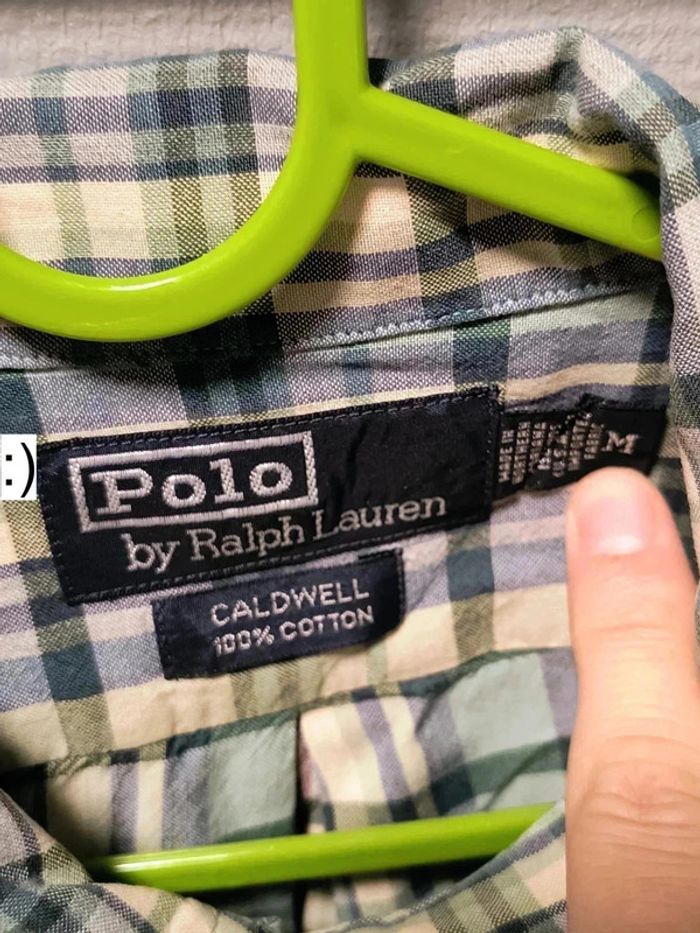 :)
Polo
by Ralph Lauren
M
CALDWELL
100% COTTON